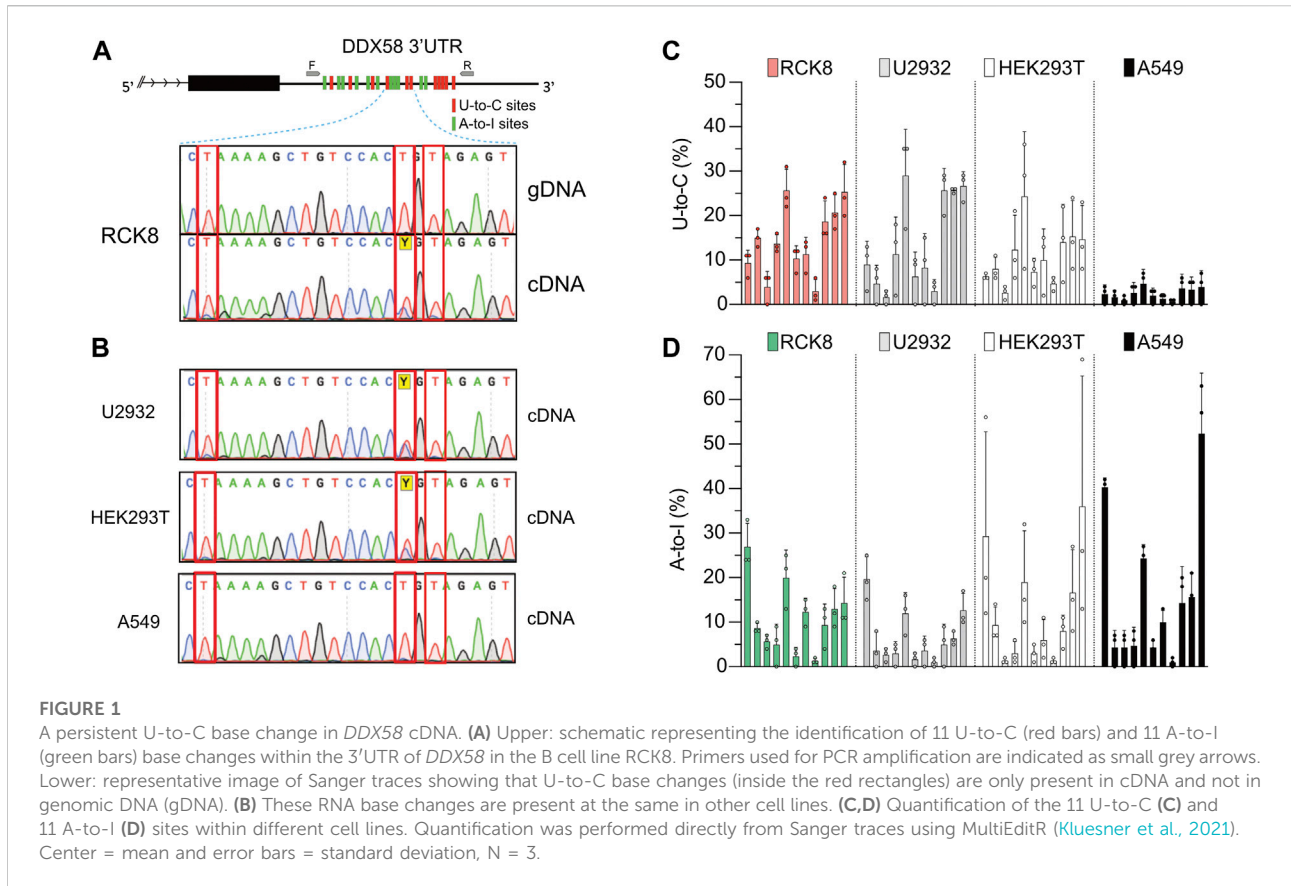 A
DDX58 3'UTR
F
R
5'
3'
U-to-C sites
A-to-I sites
C T A A A A G C T G T C C A C T G T A G A G T
gDNA
RCK8
C T A A A A G C T G T C C A C Y G T A G A G T
cDNA
B
C T A A A A G C T G T C C A C Y G T A G A G T
U2932
cDNA
C T A A A A G C T G T C C A C Y G T A G A G T
HEK293T
cDNA
C T A A A A G C T G T C C A C T G T A G A G T
A549
cDNA
C
RCK8 U2932 HEK293T A549
U-to-C (%)
50
40
30
20
10
0
D
RCK8 U2932 HEK293T A549
A-to-I (%)
70
60
50
40
30
20
10
0
FIGURE 1
A persistent U-to-C base change in DDX58 cDNA. (A) Upper: schematic representing the identification of 11 U-to-C (red bars) and 11 A-to-I
(green bars) base changes within the 3′UTR of DDX58 in the B cell line RCK8. Primers used for PCR amplification are indicated as small grey arrows.
Lower: representative image of Sanger traces showing that U-to-C base changes (inside the red rectangles) are only present in cDNA and not in
genomic DNA (gDNA). (B) These RNA base changes are present at the same in other cell lines. (C,D) Quantification of the 11 U-to-C (C) and
11 A-to-I (D) sites within different cell lines. Quantification was performed directly from Sanger traces using MultiEditR (Kluesner et al., 2021).
Center = mean and error bars = standard deviation, N = 3.